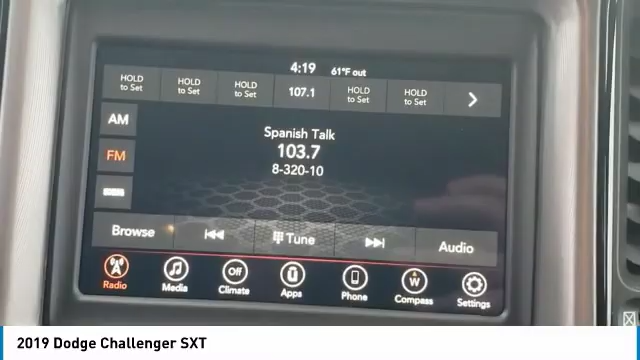 4:19 61°F out
HOLD to Set HOLD to Set HOLD to Set 107.1 HOLD to Set HOLD to Set
AM
FM
Spanish Talk
103.7
8-320-10
Browse Tune Audio
Radio Media Off Climate Apps Phone W Compass Settings
2019 Dodge Challenger SXT